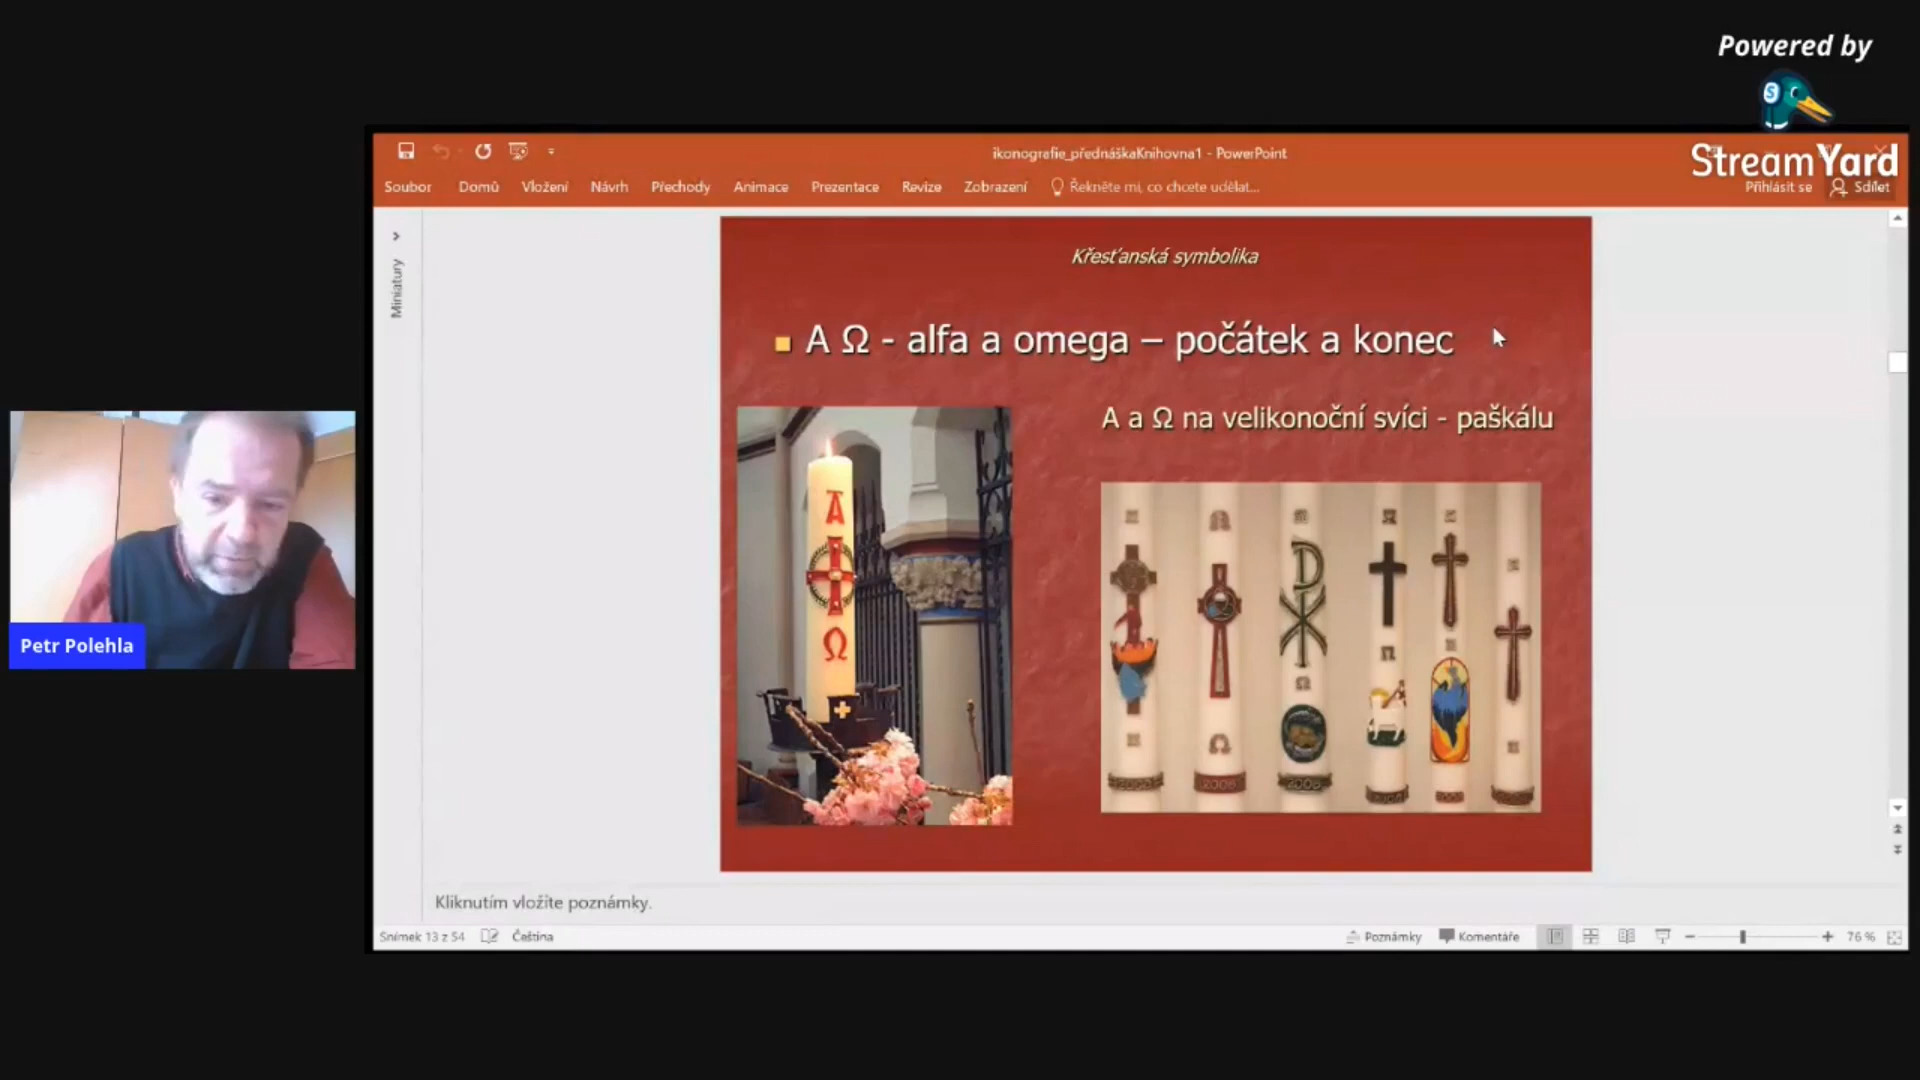 Powered by
StreamYard
ikonografie_přednáškaKnihovna1 - PowerPoint
Soubor Domů Vložení Návrh Přechody Animace Prezentace Revize Zobrazení Řekněte mi, co chcete udělat... Přihlásit se Sdílet
Miniatury
Křesťanská symbolika
A Ω - alfa a omega – počátek a konec
A a Ω na velikonoční svíci - paškálu
A
Ω
Petr Polehla
Kliknutím vložíte poznámky.
Snímek 13 z 54 Čeština Poznámky Komentáře 76 %